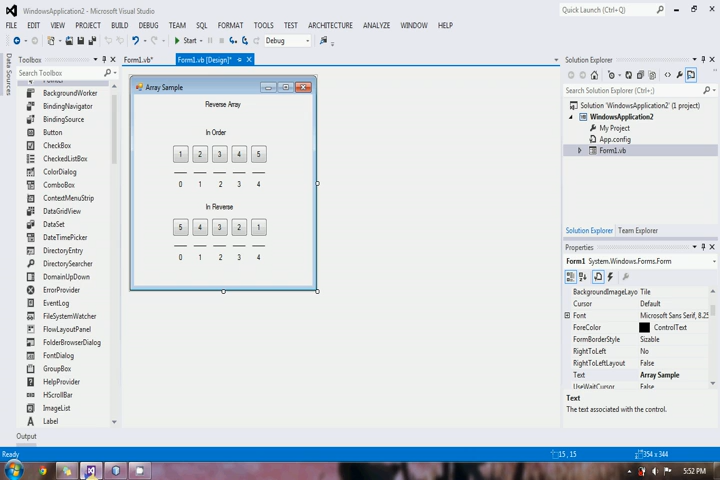 WindowsApplication2 - Microsoft Visual Studio
Quick Launch (Ctrl+Q)
FILE EDIT VIEW PROJECT BUILD DEBUG TEAM SQL FORMAT TOOLS TEST ARCHITECTURE ANALYZE WINDOW HELP
Start Debug
Data Sources
Toolbox
Search Toolbox
Pointer
BackgroundWorker
BindingNavigator
BindingSource
Button
CheckBox
CheckedListBox
ColorDialog
ComboBox
ContextMenuStrip
DataGridView
DataSet
DateTimePicker
DirectoryEntry
DirectorySearcher
DomainUpDown
ErrorProvider
EventLog
FileSystemWatcher
FlowLayoutPanel
FolderBrowserDialog
FontDialog
GroupBox
HelpProvider
HScrollBar
ImageList
Label
Form1.vb*
Form1.vb [Design]*
Array Sample
Reverse Array
In Order
1 2 3 4 5
0 1 2 3 4
In Reverse
5 4 3 2 1
0 1 2 3 4
Solution Explorer
Search Solution Explorer (Ctrl+;)
Solution 'WindowsApplication2' (1 project)
WindowsApplication2
My Project
App.config
Form1.vb
Solution Explorer Team Explorer
Properties
Form1 System.Windows.Forms.Form
BackgroundImageLayo Tile
Cursor Default
Font Microsoft Sans Serif, 8.25
ForeColor ControlText
FormBorderStyle Sizable
RightToLeft No
RightToLeftLayout False
Text Array Sample
UseWaitCursor False
Text
The text associated with the control.
Output
Ready
15 , 15
354 x 344
5:52 PM